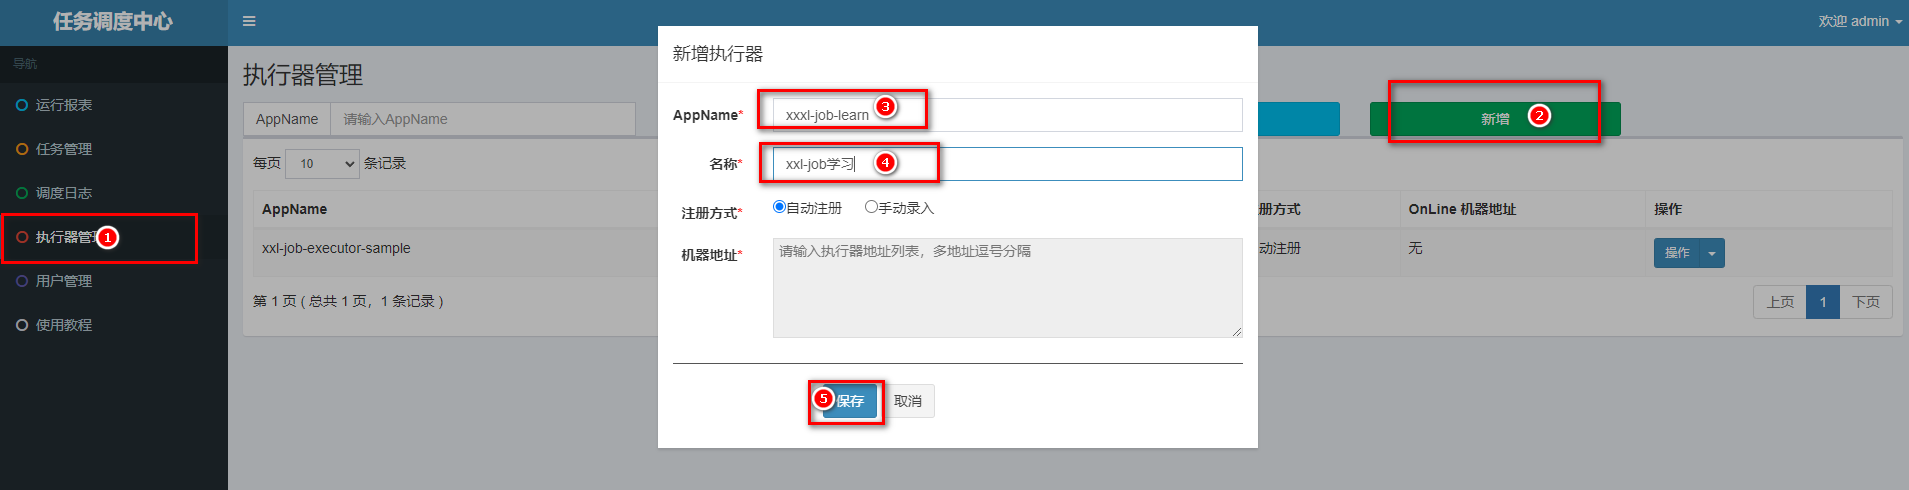 任务调度中心
欢迎 admin
导航
运行报表
任务管理
调度日志
执行器管 1
用户管理
使用教程
执行器管理
AppName 请输入AppName
新增 2
每页 10 条记录
AppName
册方式 OnLine 机器地址 操作
xxl-job-executor-sample
动注册 无 操作
第 1 页 ( 总共 1 页，1 条记录 )
上页 1 下页
新增执行器
AppName* xxxl-job-learn 3
名称* xxl-job学习 4
注册方式* 自动注册 手动录入
机器地址* 请输入执行器地址列表，多地址逗号分隔
5 保存 取消